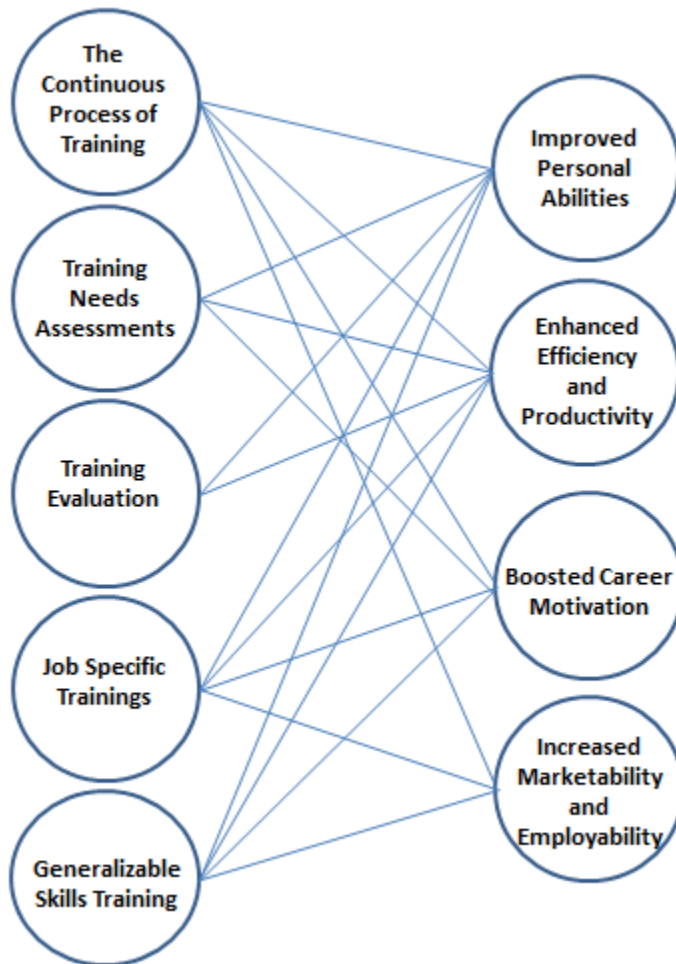 The
Continuous
Process of
Training
Training
Needs
Assessments
Training
Evaluation
Job Specific
Trainings
Generalizable
Skills Training
Improved
Personal
Abilities
Enhanced
Efficiency
and
Productivity
Boosted Career
Motivation
Increased
Marketability
and
Employability